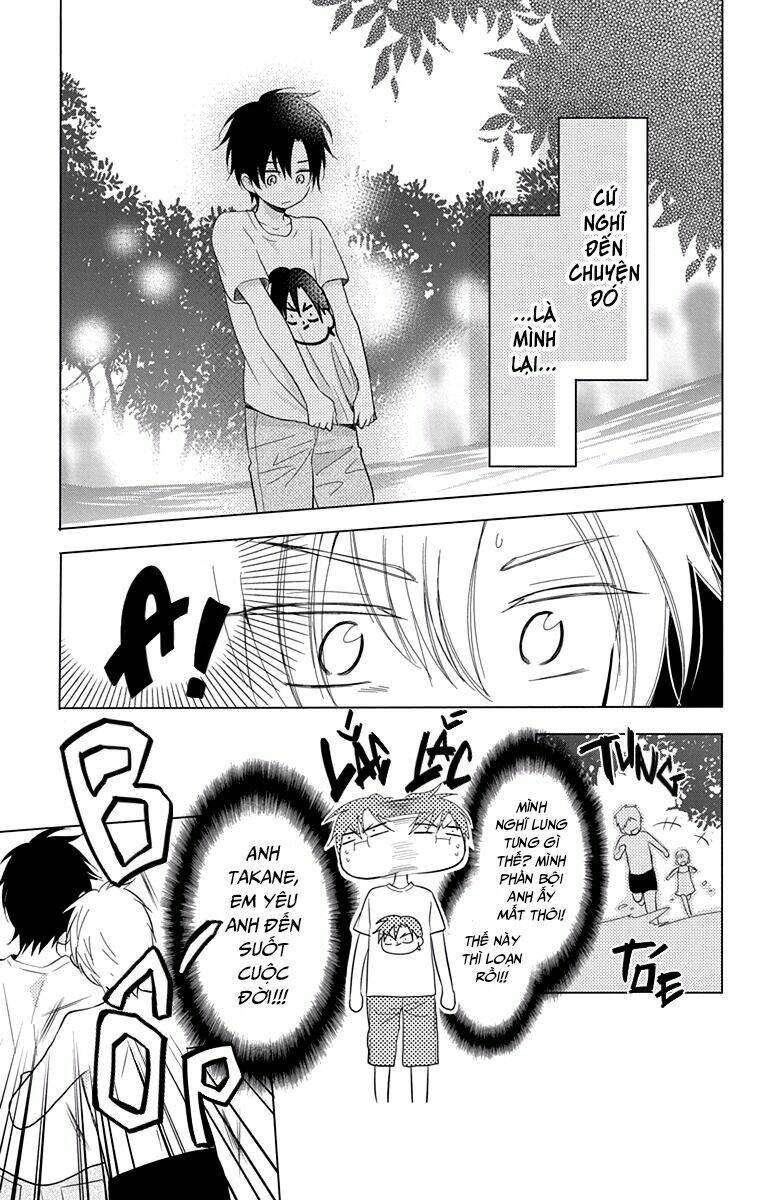 CỨ
NGHĨ
ĐẾN
CHUYỆN
ĐÓ
...LÀ
MÌNH
LẠI...
A!
TUNG
TÓE
LẮC LẮC
MÌNH
NGHĨ LUNG
TUNG GÌ
THẾ? MÌNH
PHẢN BỘI
ANH ẤY
MẤT THÔI!
THẾ NÀY
THÌ LOẠN
RỒI!!
ANH
TAKANE,
EM YÊU
ANH ĐẾN
SUỐT
CUỘC
ĐỜI!!!
BỐP